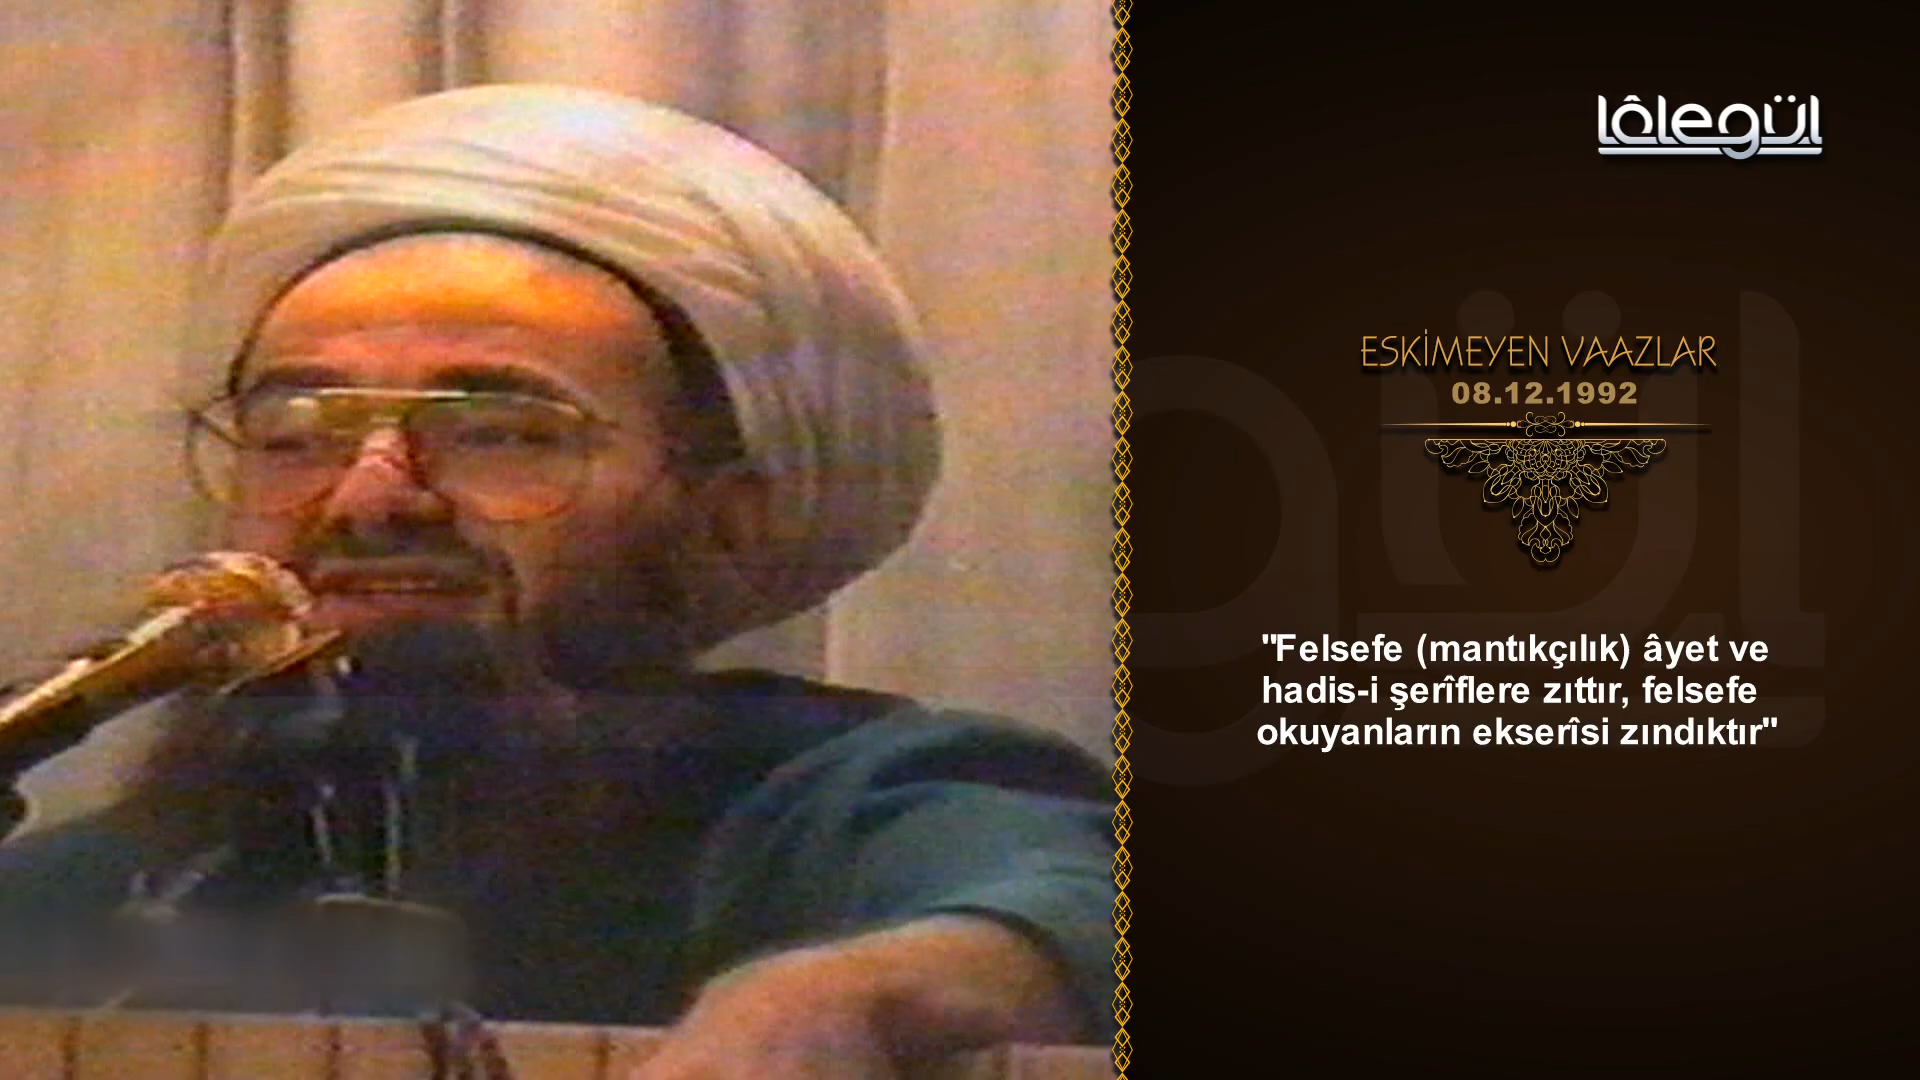 lâlegül
ESKİMEYEN VAAZLAR
08.12.1992
"Felsefe (mantıkçılık) âyet ve
hadis-i şerîflere zıttır, felsefe
okuyanların ekserîsi zındıktır"